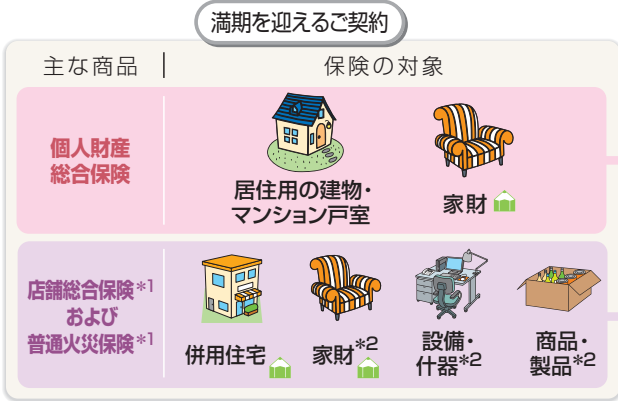 満期を迎えるご契約
主な商品
保険の対象
個人財産
総合保険
居住用の建物・
マンション戸室
家財
店舗総合保険*1
および
普通火災保険*1
併用住宅
家財*2
設備・
什器*2
商品・
製品*2